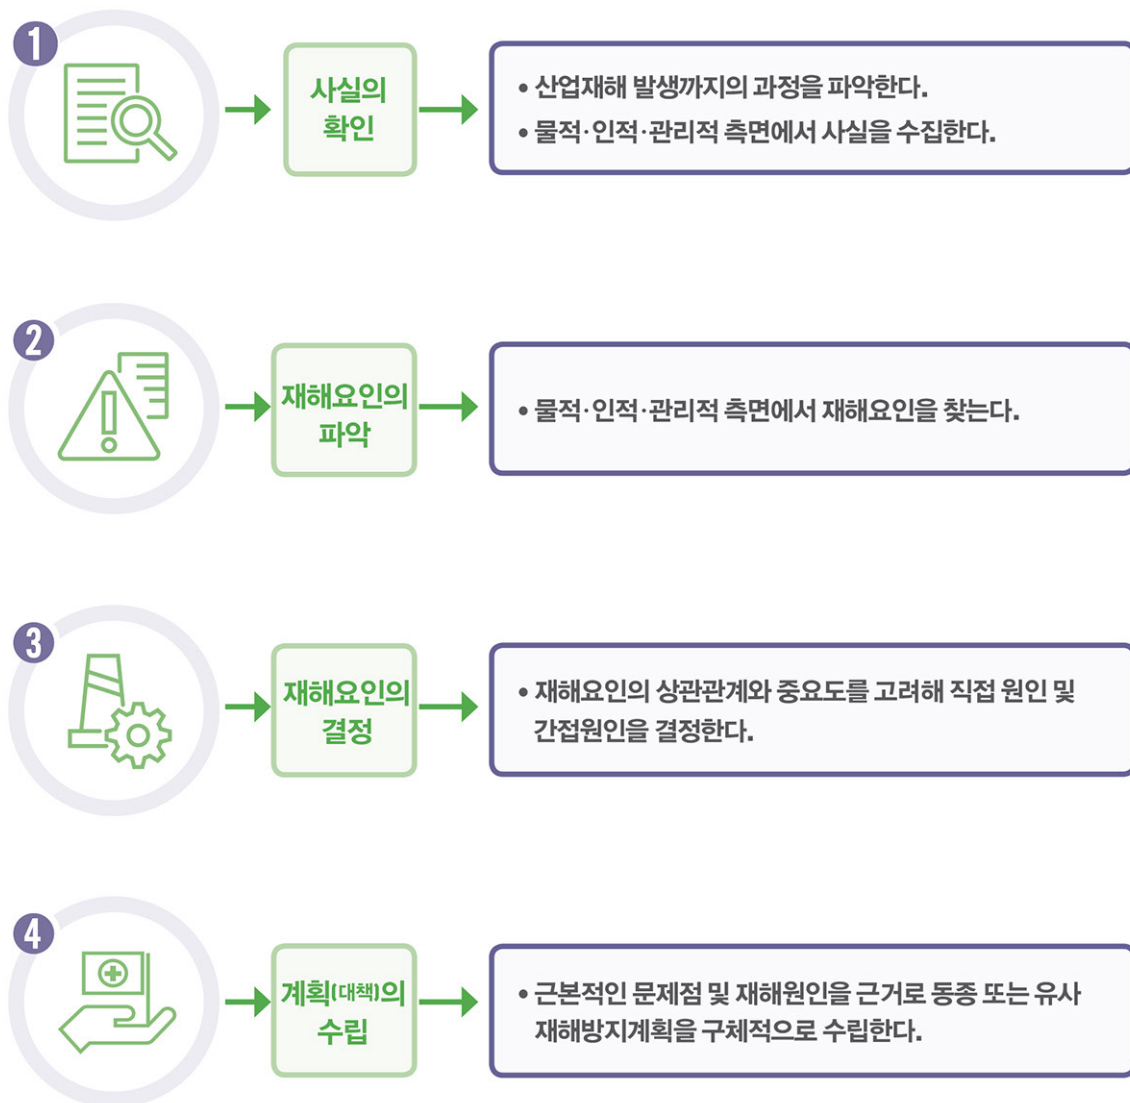 1
사실의
확인
• 산업재해 발생까지의 과정을 파악한다.
• 물적·인적·관리적 측면에서 사실을 수집한다.
2
재해요인의
파악
• 물적·인적·관리적 측면에서 재해요인을 찾는다.
3
재해요인의
결정
• 재해요인의 상관관계와 중요도를 고려해 직접 원인 및
간접원인을 결정한다.
4
계획(대책)의
수립
• 근본적인 문제점 및 재해원인을 근거로 동종 또는 유사
재해방지계획을 구체적으로 수립한다.